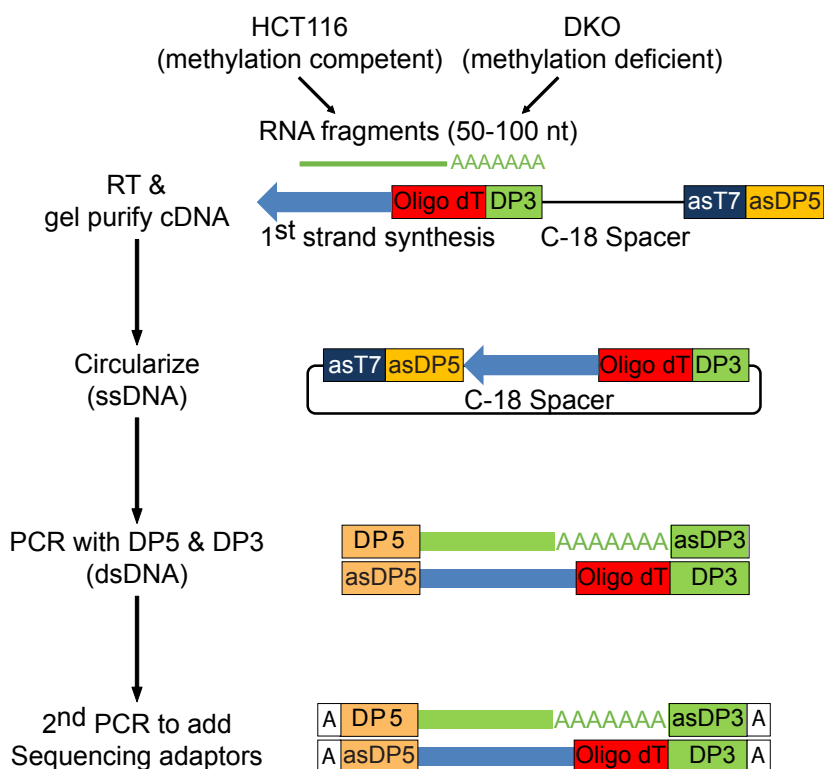 HCT116
(methylation competent)
DKO
(methylation deficient)
RNA fragments (50-100 nt)
AAAAAAA
RT &
gel purify cDNA
Oligo dT DP3 asT7 asDP5
1st strand synthesis C-18 Spacer
Circularize
(ssDNA)
asT7 asDP5 Oligo dT DP3
C-18 Spacer
PCR with DP5 & DP3
(dsDNA)
DP5 AAAAAAA asDP3
asDP5 Oligo dT DP3
2nd PCR to add
Sequencing adaptors
A DP5 AAAAAAA asDP3 A
A asDP5 Oligo dT DP3 A